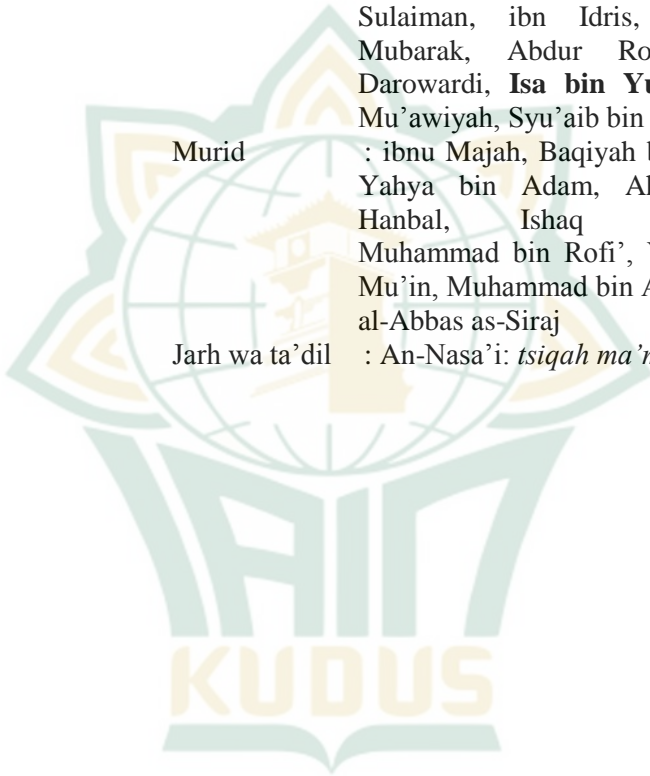 Sulaiman, ibn Idris,
Mubarak, Abdur Ro
Darowardi, Isa bin Yu
Mu’awiyah, Syu’aib bin
Murid : ibnu Majah, Baqiyah b
Yahya bin Adam, Al
Hanbal, Ishaq
Muhammad bin Rofi’,
Mu’in, Muhammad bin A
al-Abbas as-Siraj
Jarh wa ta’dil : An-Nasa’i: tsiqah ma’
IAIN
KUDUS